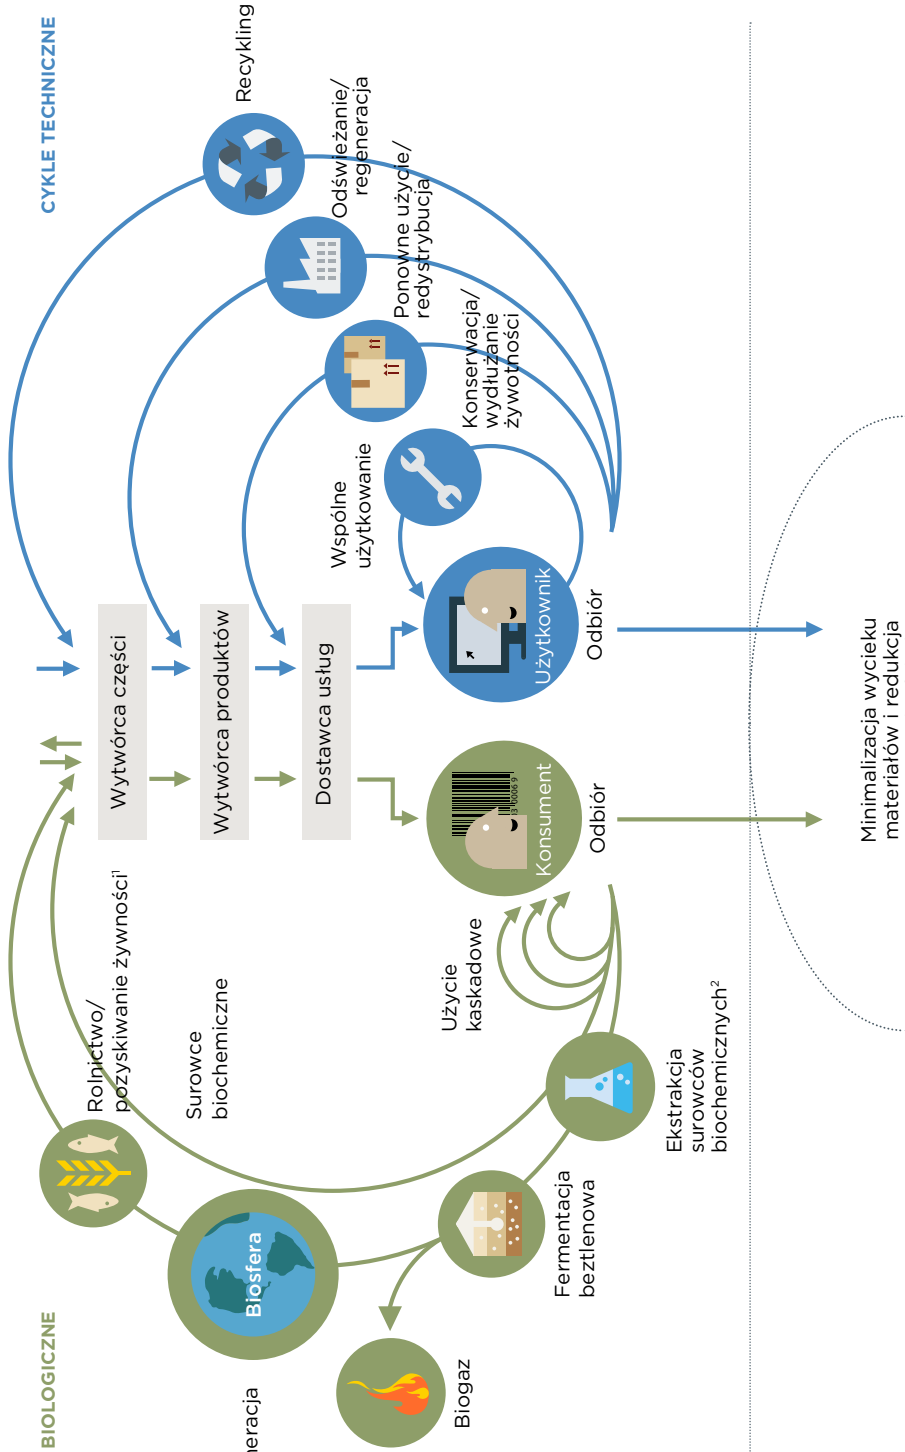 BIOLOGICZNE
CYKLE TECHNICZNE
Rolnictwo/
pozyskiwanie żywności¹
Surowce
biochemiczne
Biosfera
neracja
Biogaz
Fermentacja
beztlenowa
Ekstrakcja
surowców
biochemicznych²
Użycie
kaskadowe
Wytwórca części
Wytwórca produktów
Dostawca usług
Konsument
Odbiór
Użytkownik
Odbiór
Wspólne
użytkowanie
Konserwacja/
wydłużanie
żywotności
Ponowne użycie/
redystrybucja
Odświeżanie/
regeneracja
Recykling
Minimalizacja wycieku
materiałów i redukcja